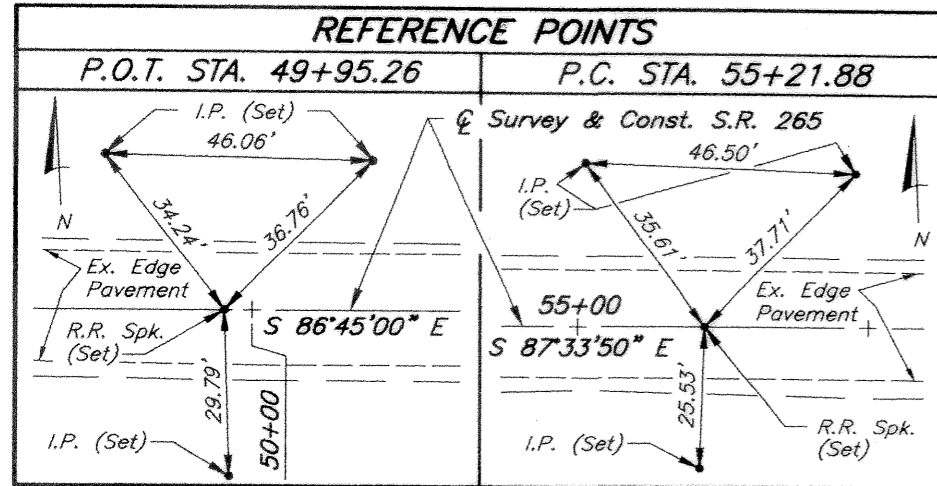 REFERENCE POINTS
P.O.T. STA. 49+95.26
P.C. STA. 55+21.88
I.P. (Set)
46.06'
34.24'
36.76'
N
Ex. Edge
Pavement
R.R. Spk.
(Set)
S 86°45'00" E
29.79'
50+00
I.P. (Set)
℄ Survey & Const. S.R. 265
46.50'
I.P.
(Set)
35.61'
37.71'
N
Ex. Edge
Pavement
55+00
S 87°33'50" E
25.53'
R.R. Spk.
(Set)
I.P. (Set)